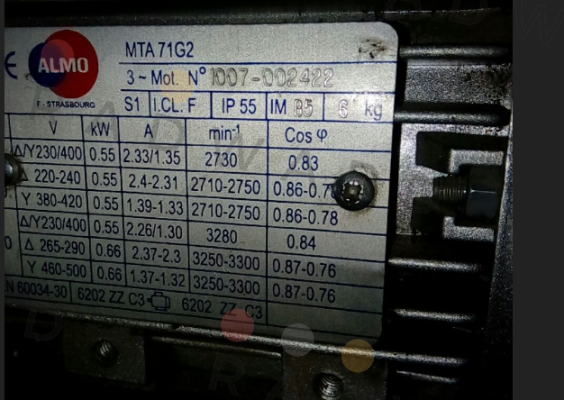 ALMO
F - STRASBOURG
MTA 71G2
3 ~ Mot. N° 1007-002422
S1 I.CL. F IP 55 IM B5 6 kg
V kW A min-1 Cos φ
Δ/Y230/400 0.55 2.33/1.35 2730 0.83
220-240 0.55 2.4-2.31 2710-2750 0.86-0.7
Y 380-420 0.55 1.39-1.33 2710-2750 0.86-0.78
Δ/Y230/400 0.55 2.26/1.30 3280 0.84
Δ 265-290 0.66 2.37-2.3 3250-3300 0.87-0.76
Y 460-500 0.66 1.37-1.32 3250-3300 0.87-0.76
EN 60034-30 6202 ZZ C3 6202 ZZ C3